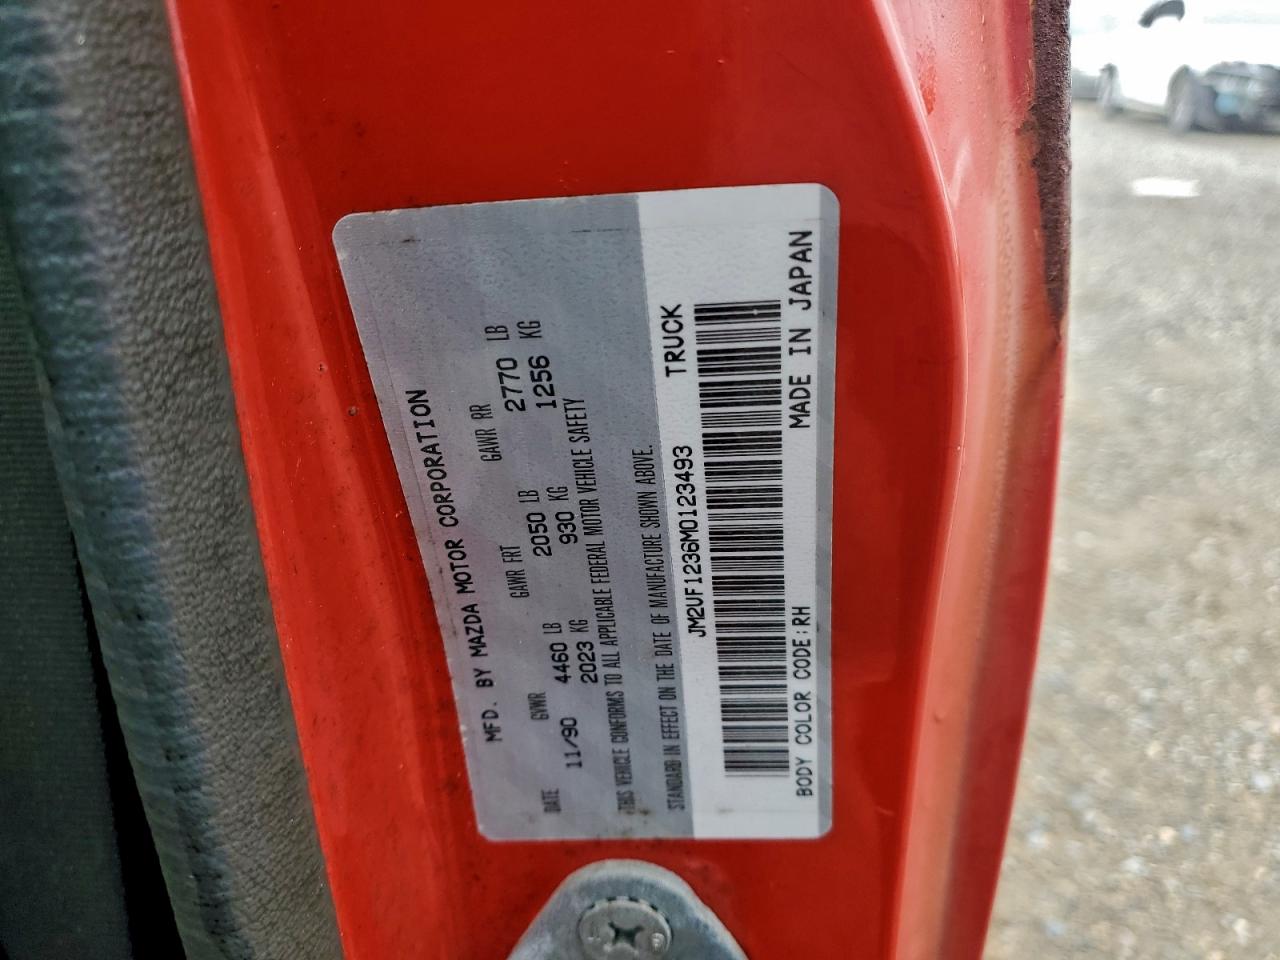 MFD. BY MAZDA MOTOR CORPORATION
DATE GVWR GAWR FRT GAWR RR
11/90 4460 LB 2050 LB 2770 LB
2023 KG 930 KG 1256 KG
THIS VEHICLE CONFORMS TO ALL APPLICABLE FEDERAL MOTOR VEHICLE SAFETY
STANDARD IN EFFECT ON THE DATE OF MANUFACTURE SHOWN ABOVE.
JM2UF1236M0123493 TRUCK
BODY COLOR CODE:RH MADE IN JAPAN